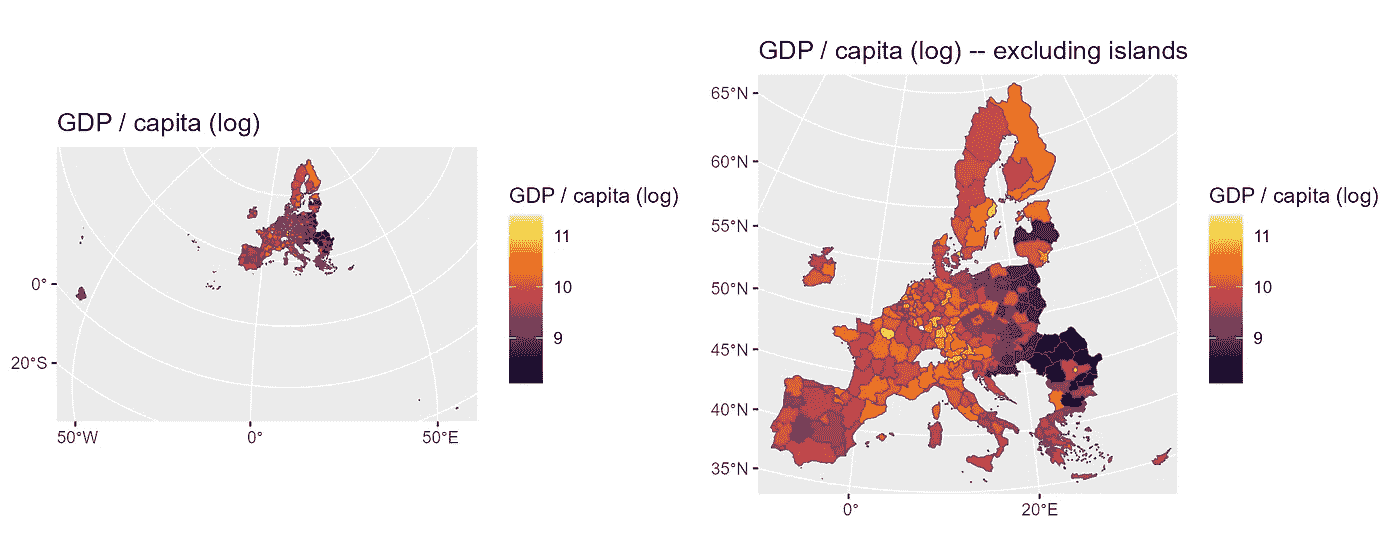 GDP / capita (log)
0°
20°S
50°W
0°
50°E
GDP / capita (log)
11
10
9
GDP / capita (log) -- excluding islands
65°N
60°N
55°N
50°N
45°N
40°N
35°N
0°
20°E
GDP / capita (log)
11
10
9